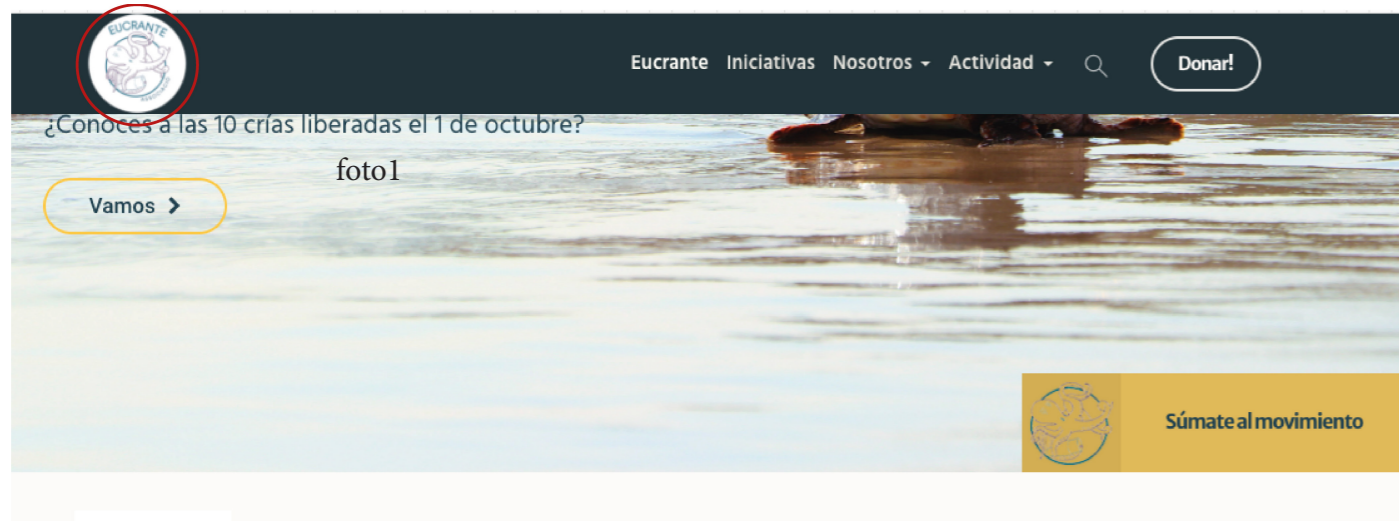 EUCRANTE
Eucrante Iniciativas Nosotros Actividad Donar!
¿Conoces a las 10 crías liberadas el 1 de octubre?
foto1
Vamos
Súmate al movimiento